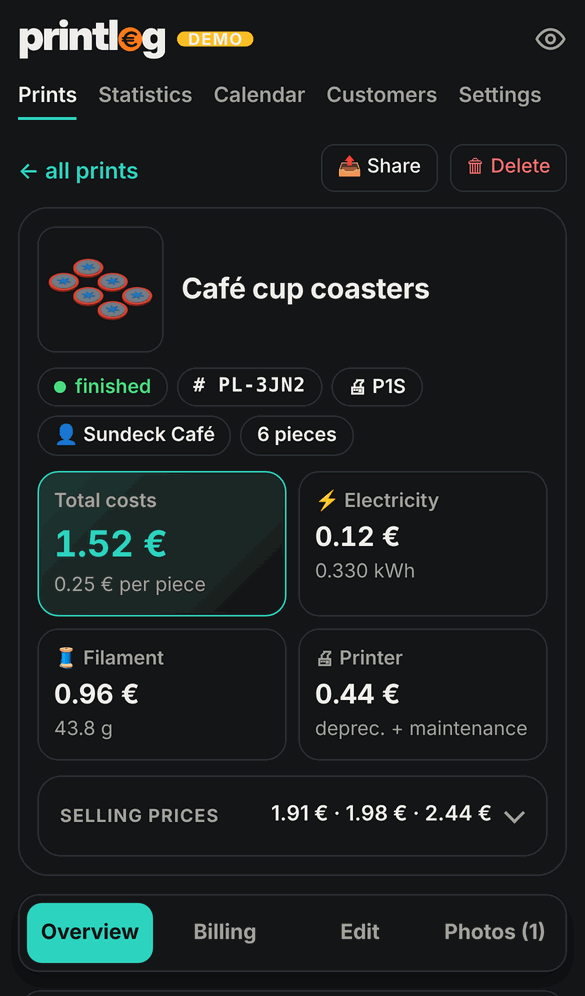 printl€g DEMO
Prints Statistics Calendar Customers Settings
← all prints
📤 Share
🗑 Delete
Café cup coasters
finished
# PL-3JN2
🖨 P1S
👤 Sundeck Café
6 pieces
Total costs
1.52 €
0.25 € per piece
⚡ Electricity
0.12 €
0.330 kWh
🧵 Filament
0.96 €
43.8 g
🖨 Printer
0.44 €
deprec. + maintenance
SELLING PRICES 1.91 € · 1.98 € · 2.44 €
Overview Billing Edit Photos (1)